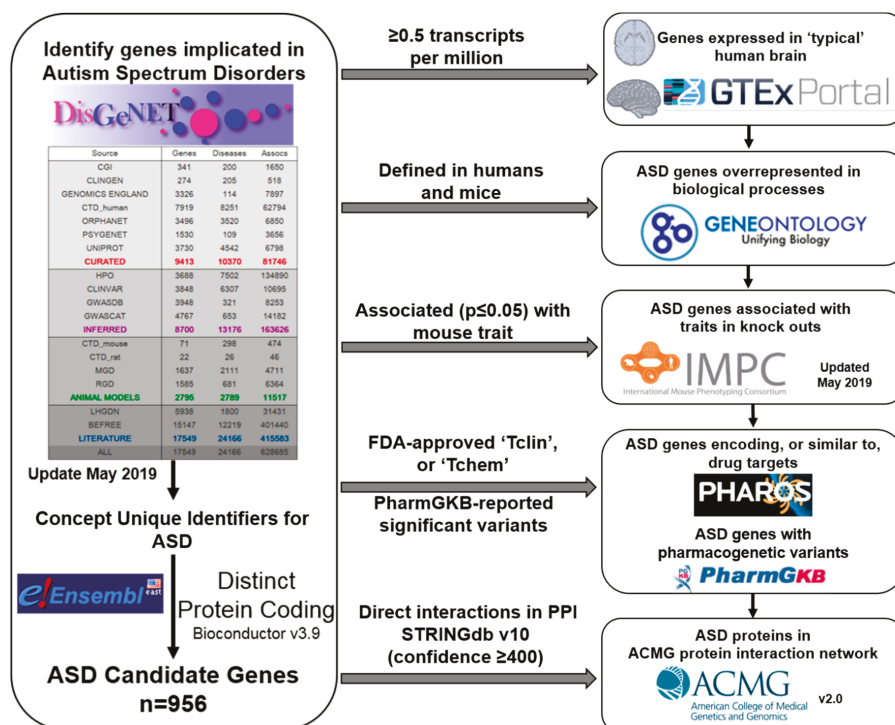 Identify genes implicated in
Autism Spectrum Disorders
DisGeNET
Source Genes Diseases Assocs
CGI 341 200 1650
CLINGEN 274 205 518
GENOMICS ENGLAND 3326 114 7897
CTD_human 7919 8251 62794
ORPHANET 3496 3520 6850
PSYGENET 1530 109 3656
UNIPROT 3730 4542 6798
CURATED 9413 10370 81746
HPO 3688 7502 134890
CLINVAR 3848 6307 10695
GWASDB 3948 321 8253
GWASCAT 4767 653 14182
INFERRED 8700 13176 163626
CTD_mouse 71 298 474
CTD_rat 22 26 46
MGD 1637 2111 4711
RGD 1585 681 6364
ANIMAL MODELS 2795 2789 11517
LHGDN 5938 1800 31431
BEFREE 15147 12219 401440
LITERATURE 17549 24166 415583
ALL 17549 24166 628685
Update May 2019
Concept Unique Identifiers for
ASD
e!Ensembl east
Distinct
Protein Coding
Bioconductor v3.9
ASD Candidate Genes
n=956
≥0.5 transcripts
per million
Genes expressed in ‘typical’
human brain
GTExPortal
Defined in humans
and mice
ASD genes overrepresented in
biological processes
GENEONTOLOGY
Unifying Biology
Associated (p≤0.05) with
mouse trait
ASD genes associated with
traits in knock outs
IMPC
International Mouse Phenotyping Consortium
Updated
May 2019
FDA-approved ‘Tclin’,
or ‘Tchem’
PharmGKB-reported
significant variants
ASD genes encoding, or similar to,
drug targets
PHAROS
ASD genes with
pharmacogenetic variants
PharmGKB
Direct interactions in PPI
STRINGdb v10
(confidence ≥400)
ASD proteins in
ACMG protein interaction network
ACMG
American College of Medical
Genetics and Genomics
v2.0